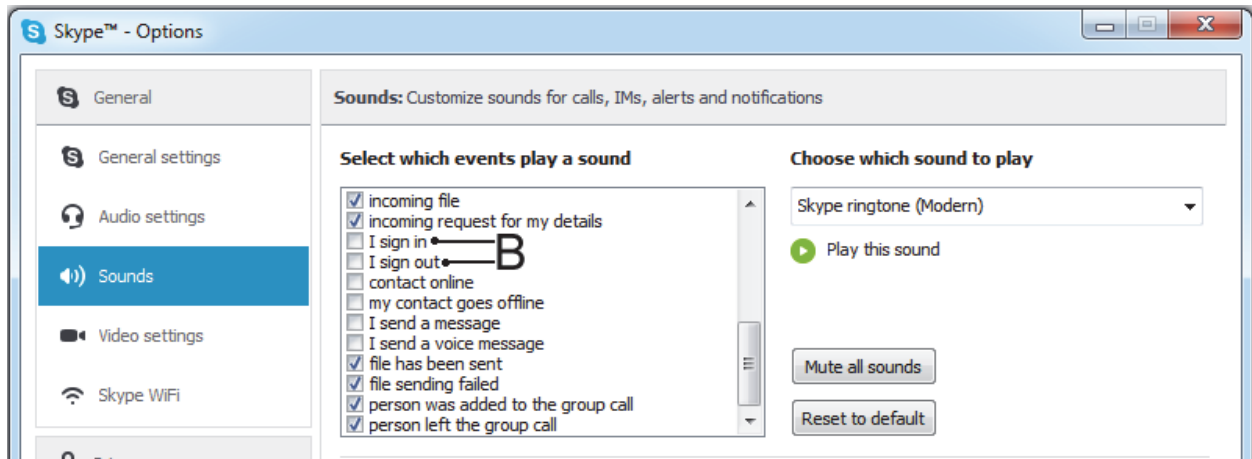 Skype™ - Options
General
Sounds: Customize sounds for calls, IMs, alerts and notifications
General settings
Audio settings
Sounds
Video settings
Skype WiFi
Select which events play a sound
incoming file
incoming request for my details
I sign in
I sign out
B
contact online
my contact goes offline
I send a message
I send a voice message
file has been sent
file sending failed
person was added to the group call
person left the group call
Choose which sound to play
Skype ringtone (Modern)
Play this sound
Mute all sounds
Reset to default